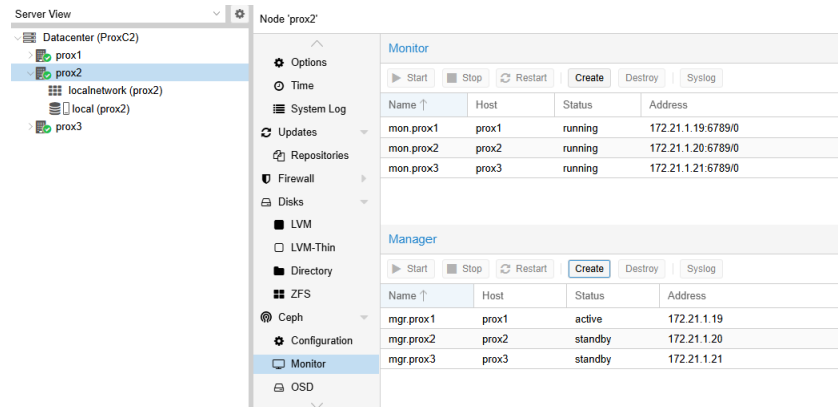 Server View
Datacenter (ProxC2)
prox1
prox2
localnetwork (prox2)
local (prox2)
prox3
Node 'prox2'
Options
Time
System Log
Updates
Repositories
Firewall
Disks
LVM
LVM-Thin
Directory
ZFS
Ceph
Configuration
Monitor
OSD
Monitor
Start Stop Restart Create Destroy Syslog
Name ↑ Host Status Address
mon.prox1 prox1 running 172.21.1.19:6789/0
mon.prox2 prox2 running 172.21.1.20:6789/0
mon.prox3 prox3 running 172.21.1.21:6789/0
Manager
Start Stop Restart Create Destroy Syslog
Name ↑ Host Status Address
mgr.prox1 prox1 active 172.21.1.19
mgr.prox2 prox2 standby 172.21.1.20
mgr.prox3 prox3 standby 172.21.1.21